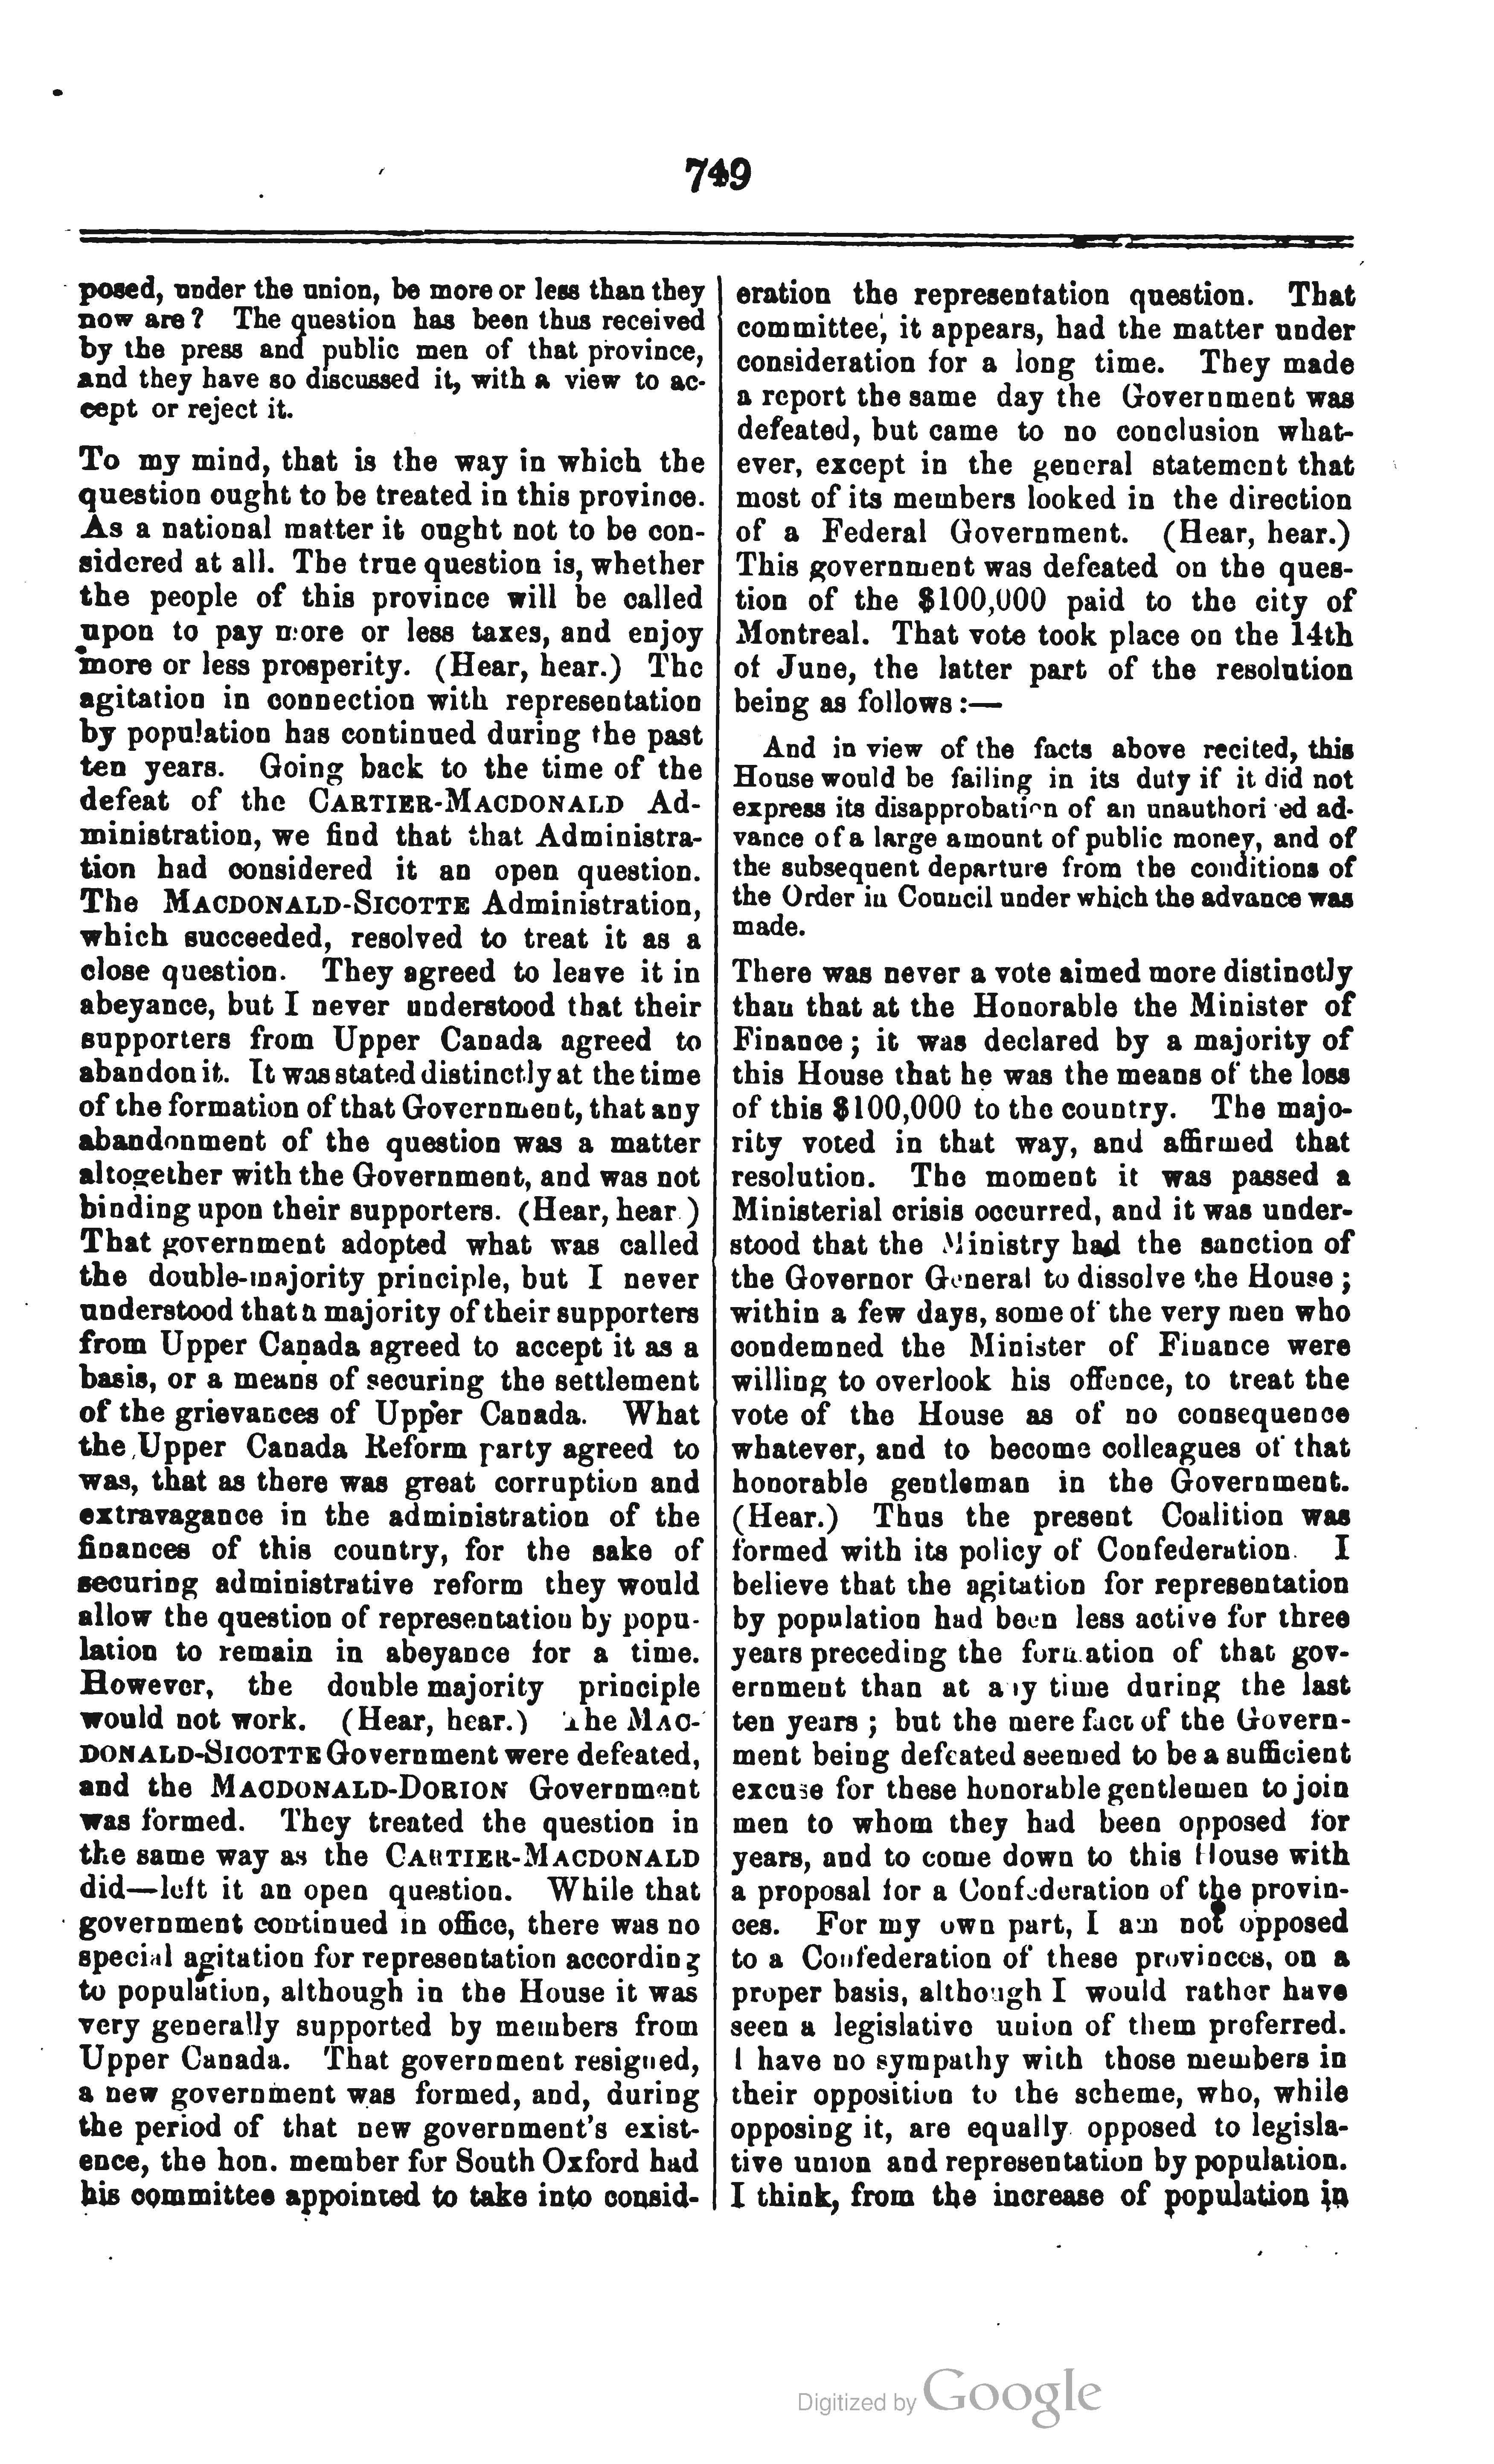 749
posed, under the union, be more or less than they
now are? The question has been thus received
by the press and public men of that province,
and they have so discussed it, with a view to ac-
cept or reject it.
To my mind, that is the way in which the
question ought to be treated in this province.
As a national matter it ought not to be con-
sidered at all. The true question is, whether
the people of this province will be called
upon to pay more or less taxes, and enjoy
more or less prosperity. (Hear, hear.) The
agitation in connection with representation
by population has continued during the past
ten years. Going back to the time of the
defeat of the CARTIER-MACDONALD Ad-
ministration, we find that that Administra-
tion had considered it an open question.
The MACDONALD-SICOTTE Administration,
which succeeded, resolved to treat it as a
close question. They agreed to leave it in
abeyance, but I never understood that their
supporters from Upper Canada agreed to
abandon it. It was stated distinctly at the time
of the formation of that Government, that any
abandonment of the question was a matter
altogether with the Government, and was not
binding upon their supporters. (Hear, hear.)
That government adopted what was called
the double-majority principle, but I never
understood that a majority of their supporters
from Upper Canada agreed to accept it as a
basis, or a means of securing the settlement
of the grievances of Upper Canada. What
the Upper Canada Reform party agreed to
was, that as there was great corruption and
extravagance in the administration of the
finances of this country, for the sake of
securing administrative reform they would
allow the question of representation by popu-
lation to remain in abeyance for a time.
However, the double majority principle
would not work. (Hear, hear.) The MAC-
DONALD-SICOTTE Government were defeated,
and the MACDONALD-DORION Government
was formed. They treated the question in
the same way as the CARTIER-MACDONALD
did—left it an open question. While that
government continued in office, there was no
special agitation for representation according
to population, although in the House it was
very generally supported by members from
Upper Canada. That government resigned,
a new government was formed, and, during
the period of that new government's exist-
ence, the hon. member for South Oxford had
his committee appointed to take into consid-
eration the representation question. That
committee, it appears, had the matter under
consideration for a long time. They made
a report the same day the Government was
defeated, but came to no conclusion what-
ever, except in the general statement that
most of its members looked in the direction
of a Federal Government. (Hear, hear.)
This government was defeated on the ques-
tion of the $100,000 paid to the city of
Montreal. That vote took place on the 14th
of June, the latter part of the resolution
being as follows:—
And in view of the facts above recited, this
House would be failing in its duty if it did not
express its disapprobation of an unauthorized ad-
vance of a large amount of public money, and of
the subsequent departure from the conditions of
the Order in Council under which the advance was
made.
There was never a vote aimed more distinctly
than that at the Honorable the Minister of
Finance; it was declared by a majority of
this House that he was the means of the loss
of this $100,000 to the country. The majo-
rity voted in that way, and affirmed that
resolution. The moment it was passed a
Ministerial crisis occurred, and it was under-
stood that the Ministry had the sanction of
the Governor General to dissolve the House;
within a few days, some of the very men who
condemned the Minister of Finance were
willing to overlook his offence, to treat the
vote of the House as of no consequence
whatever, and to become colleagues of that
honorable gentleman in the Government.
(Hear.) Thus the present Coalition was
formed with its policy of Confederation. I
believe that the agitation for representation
by population had been less active for three
years preceding the formation of that gov-
ernment than at any time during the last
ten years; but the mere fact of the Govern-
ment being defeated seemed to be a sufficient
excuse for these honorable gentlemen to join
men to whom they had been opposed for
years, and to come down to this House with
a proposal for a Confederation of the provin-
ces. For my own part, I am not opposed
to a Confederation of these provinces, on a
proper basis, although I would rather have
seen a legislative union of them preferred.
I have no sympathy with those members in
their opposition to the scheme, who, while
opposing it, are equally opposed to legisla-
tive union and representation by population.
I think, from the increase of population in
Digitized by Google